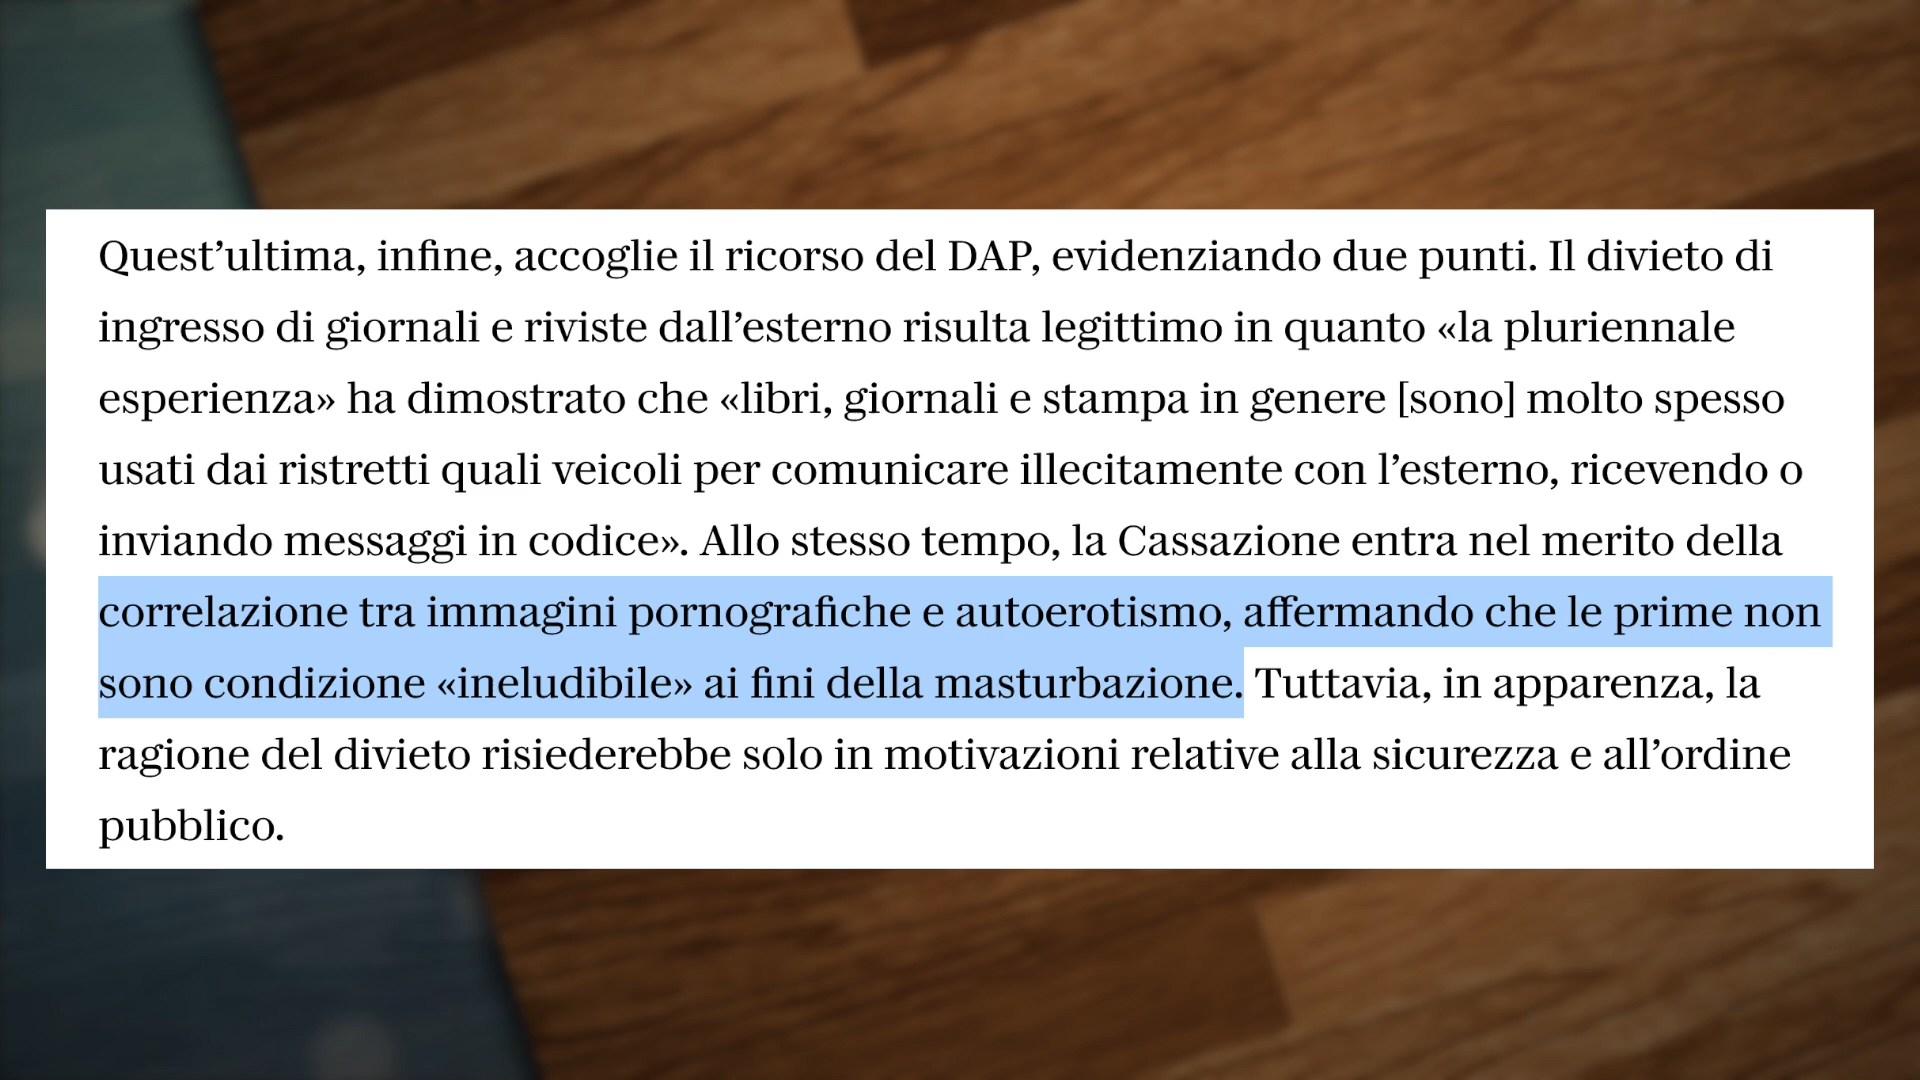 Quest’ultima, infine, accoglie il ricorso del DAP, evidenziando due punti. Il divieto di
ingresso di giornali e riviste dall’esterno risulta legittimo in quanto «la pluriennale
esperienza» ha dimostrato che «libri, giornali e stampa in genere [sono] molto spesso
usati dai ristretti quali veicoli per comunicare illecitamente con l’esterno, ricevendo o
inviando messaggi in codice». Allo stesso tempo, la Cassazione entra nel merito della
correlazione tra immagini pornografiche e autoerotismo, affermando che le prime non
sono condizione «ineludibile» ai fini della masturbazione. Tuttavia, in apparenza, la
ragione del divieto risiederebbe solo in motivazioni relative alla sicurezza e all’ordine
pubblico.